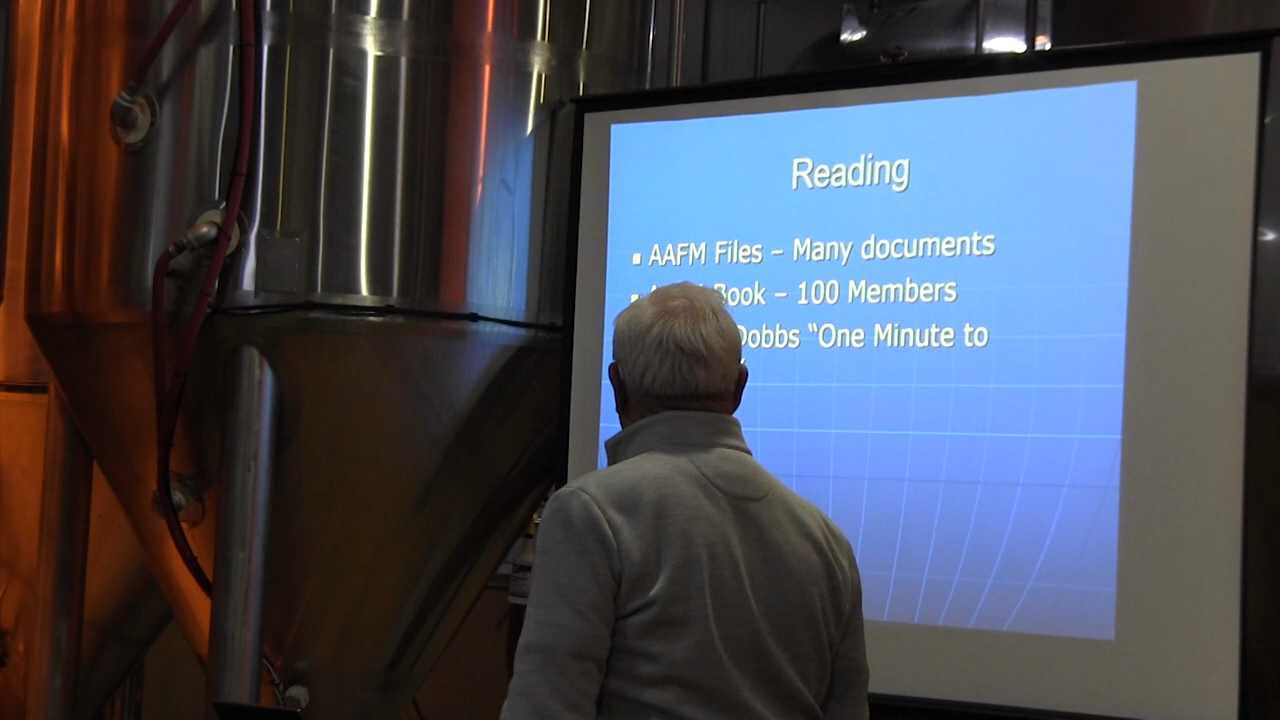 Reading
AAFM Files – Many documents
Book – 100 Members
Dobbs “One Minute to